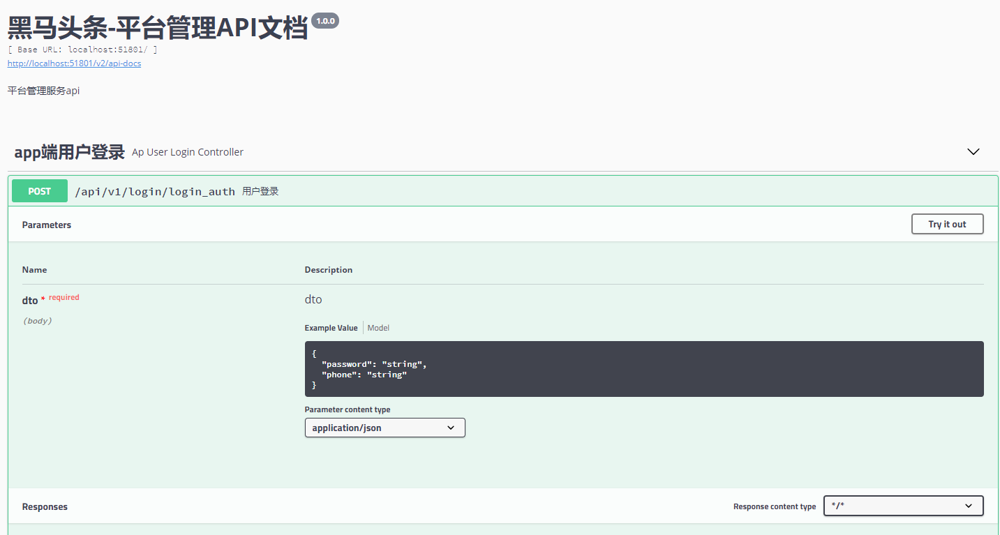 黑马头条-平台管理API文档 1.0.0
[ Base URL: localhost:51801/ ]
http://localhost:51801/v2/api-docs
平台管理服务api
app端用户登录 Ap User Login Controller
POST /api/v1/login/login_auth 用户登录
Parameters Try it out
Name Description
dto * required dto
(body)
Example Value Model
{
"password": "string",
"phone": "string"
}
Parameter content type
application/json
Responses Response content type */*